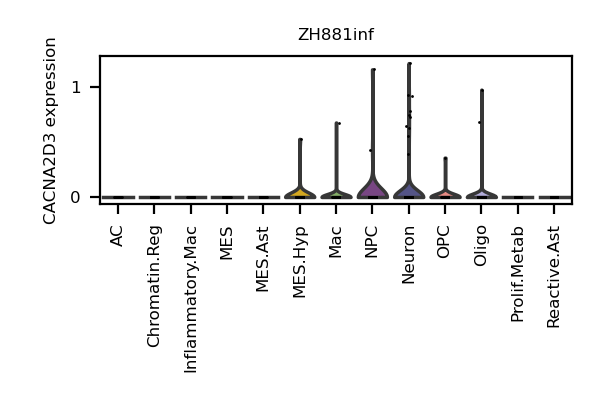 ZH881inf
CACNA2D3 expression
1
0
AC
Chromatin.Reg
Inflammatory.Mac
MES
MES.Ast
MES.Hyp
Mac
NPC
Neuron
OPC
Oligo
Prolif.Metab
Reactive.Ast